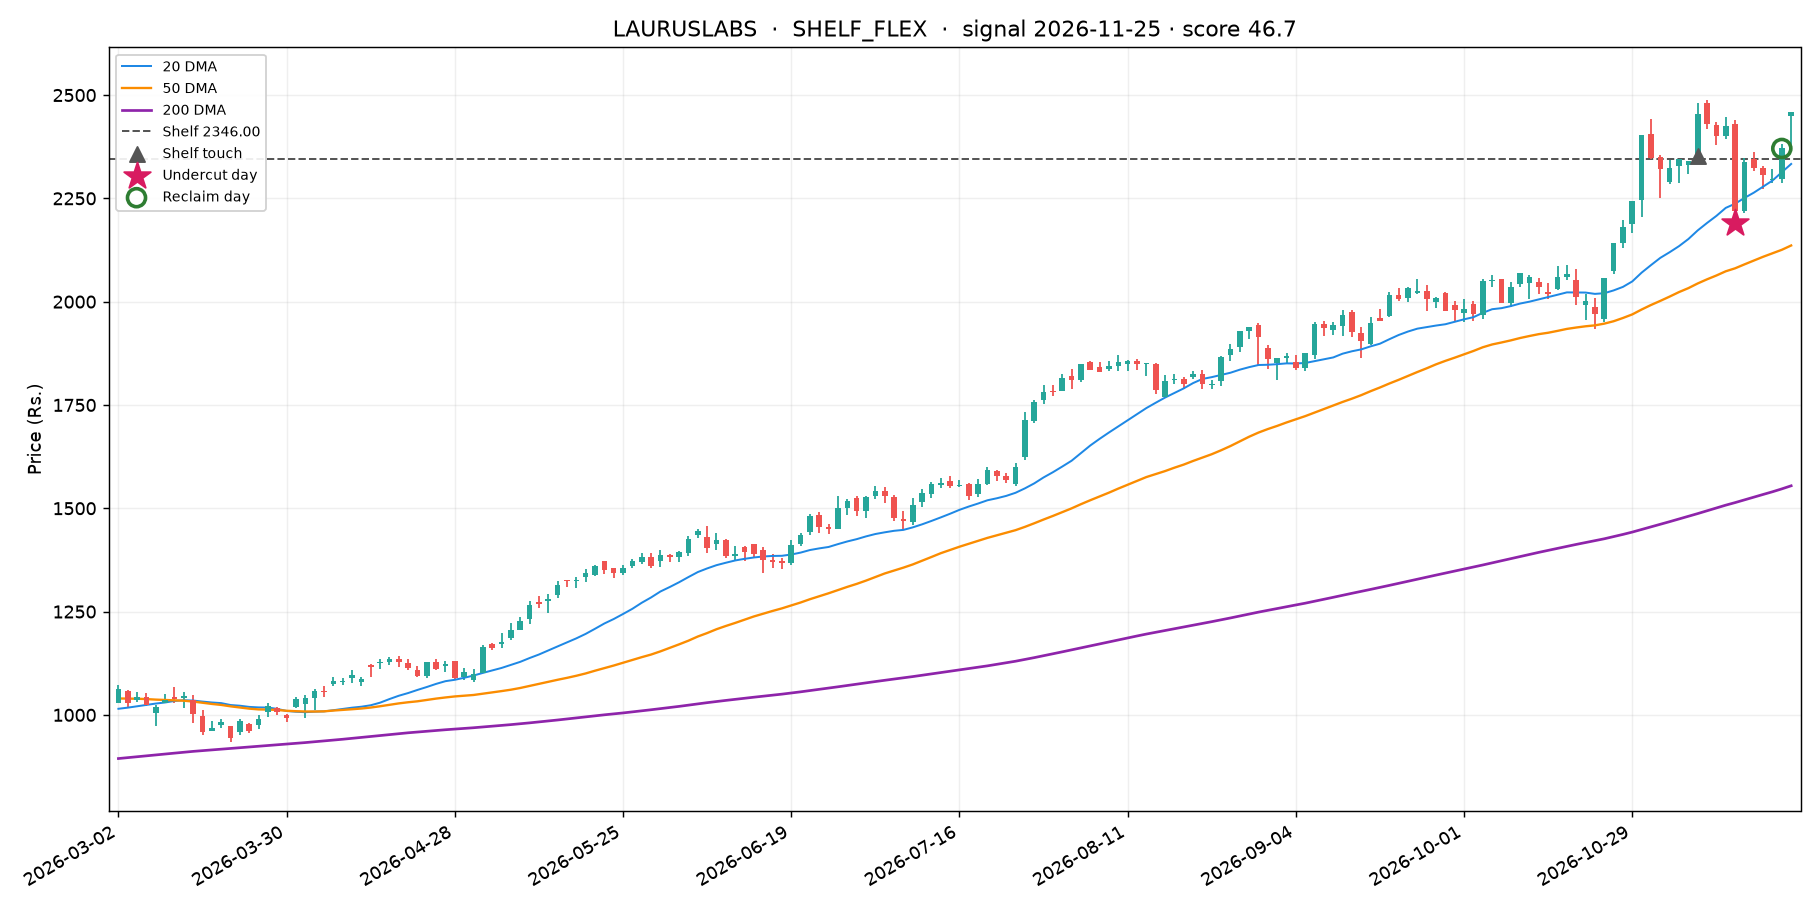 LAURUSLABS · SHELF_FLEX · signal 2026-11-25 · score 46.7
20 DMA
50 DMA
200 DMA
Shelf 2346.00
Shelf touch
Undercut day
Reclaim day
Price (Rs.)
2500
2250
2000
1750
1500
1250
1000
2026-03-02
2026-03-30
2026-04-28
2026-05-25
2026-06-19
2026-07-16
2026-08-11
2026-09-04
2026-10-01
2026-10-29